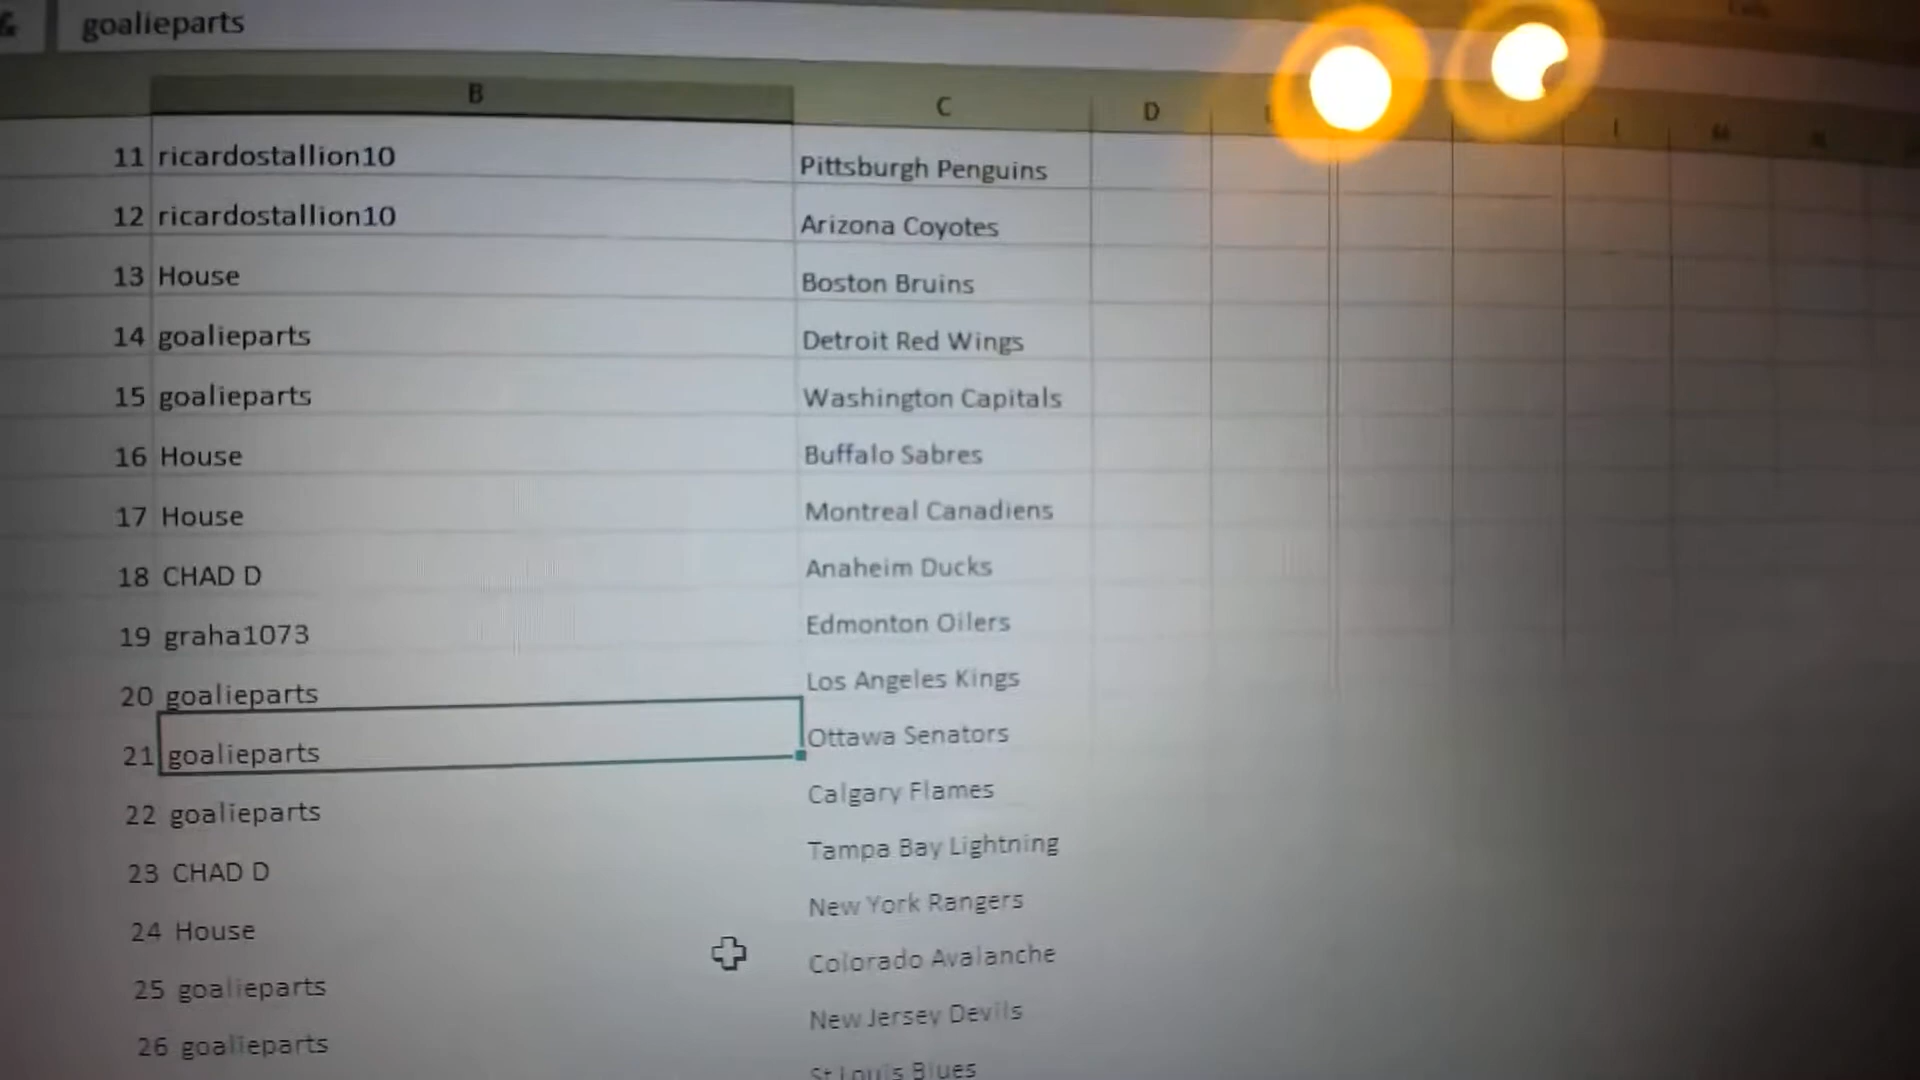 goalieparts
B C D
11 ricardostallion10 Pittsburgh Penguins
12 ricardostallion10 Arizona Coyotes
13 House Boston Bruins
14 goalieparts Detroit Red Wings
15 goalieparts Washington Capitals
16 House Buffalo Sabres
17 House Montreal Canadiens
18 CHAD D Anaheim Ducks
19 graha1073 Edmonton Oilers
20 goalieparts Los Angeles Kings
21 goalieparts Ottawa Senators
22 goalieparts Calgary Flames
23 CHAD D Tampa Bay Lightning
24 House New York Rangers
25 goalieparts Colorado Avalanche
26 goalieparts New Jersey Devils
St Louis Blues